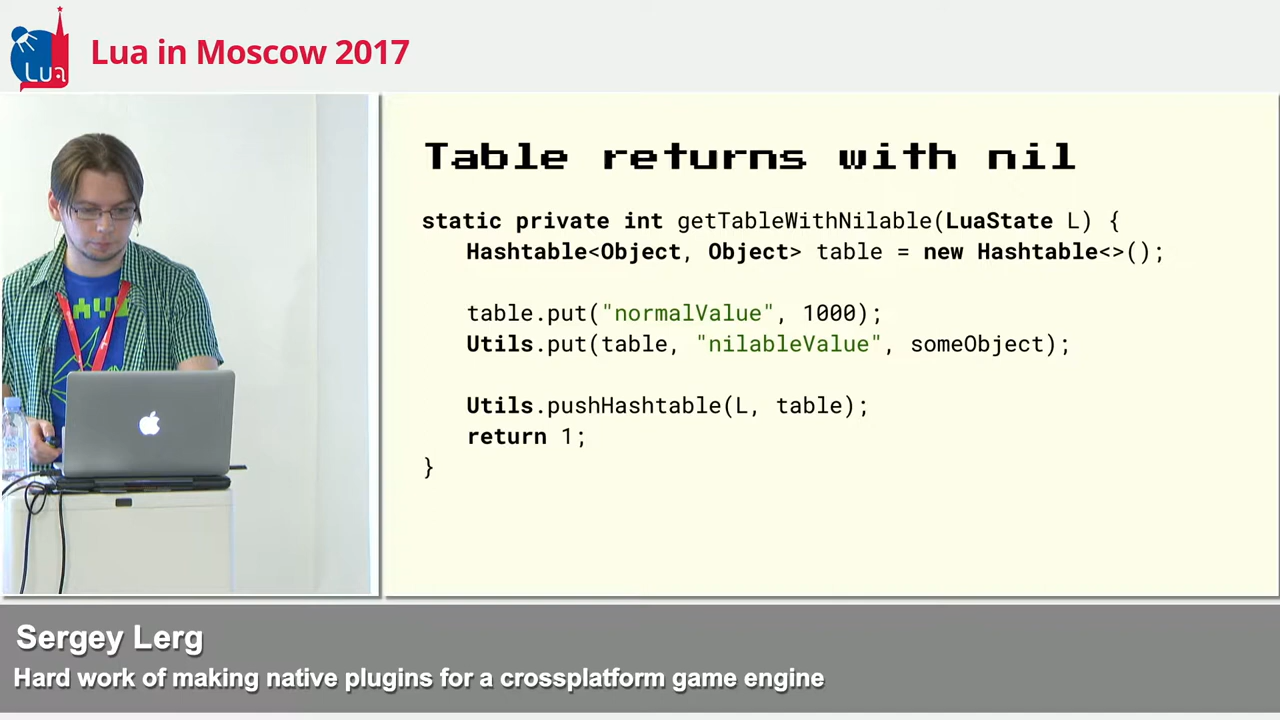 Lua
Lua in Moscow 2017
Table returns with nil
static private int getTableWithNilable(LuaState L) {
Hashtable<Object, Object> table = new Hashtable<>();
table.put("normalValue", 1000);
Utils.put(table, "nilableValue", someObject);
Utils.pushHashtable(L, table);
return 1;
}
Sergey Lerg
Hard work of making native plugins for a crossplatform game engine